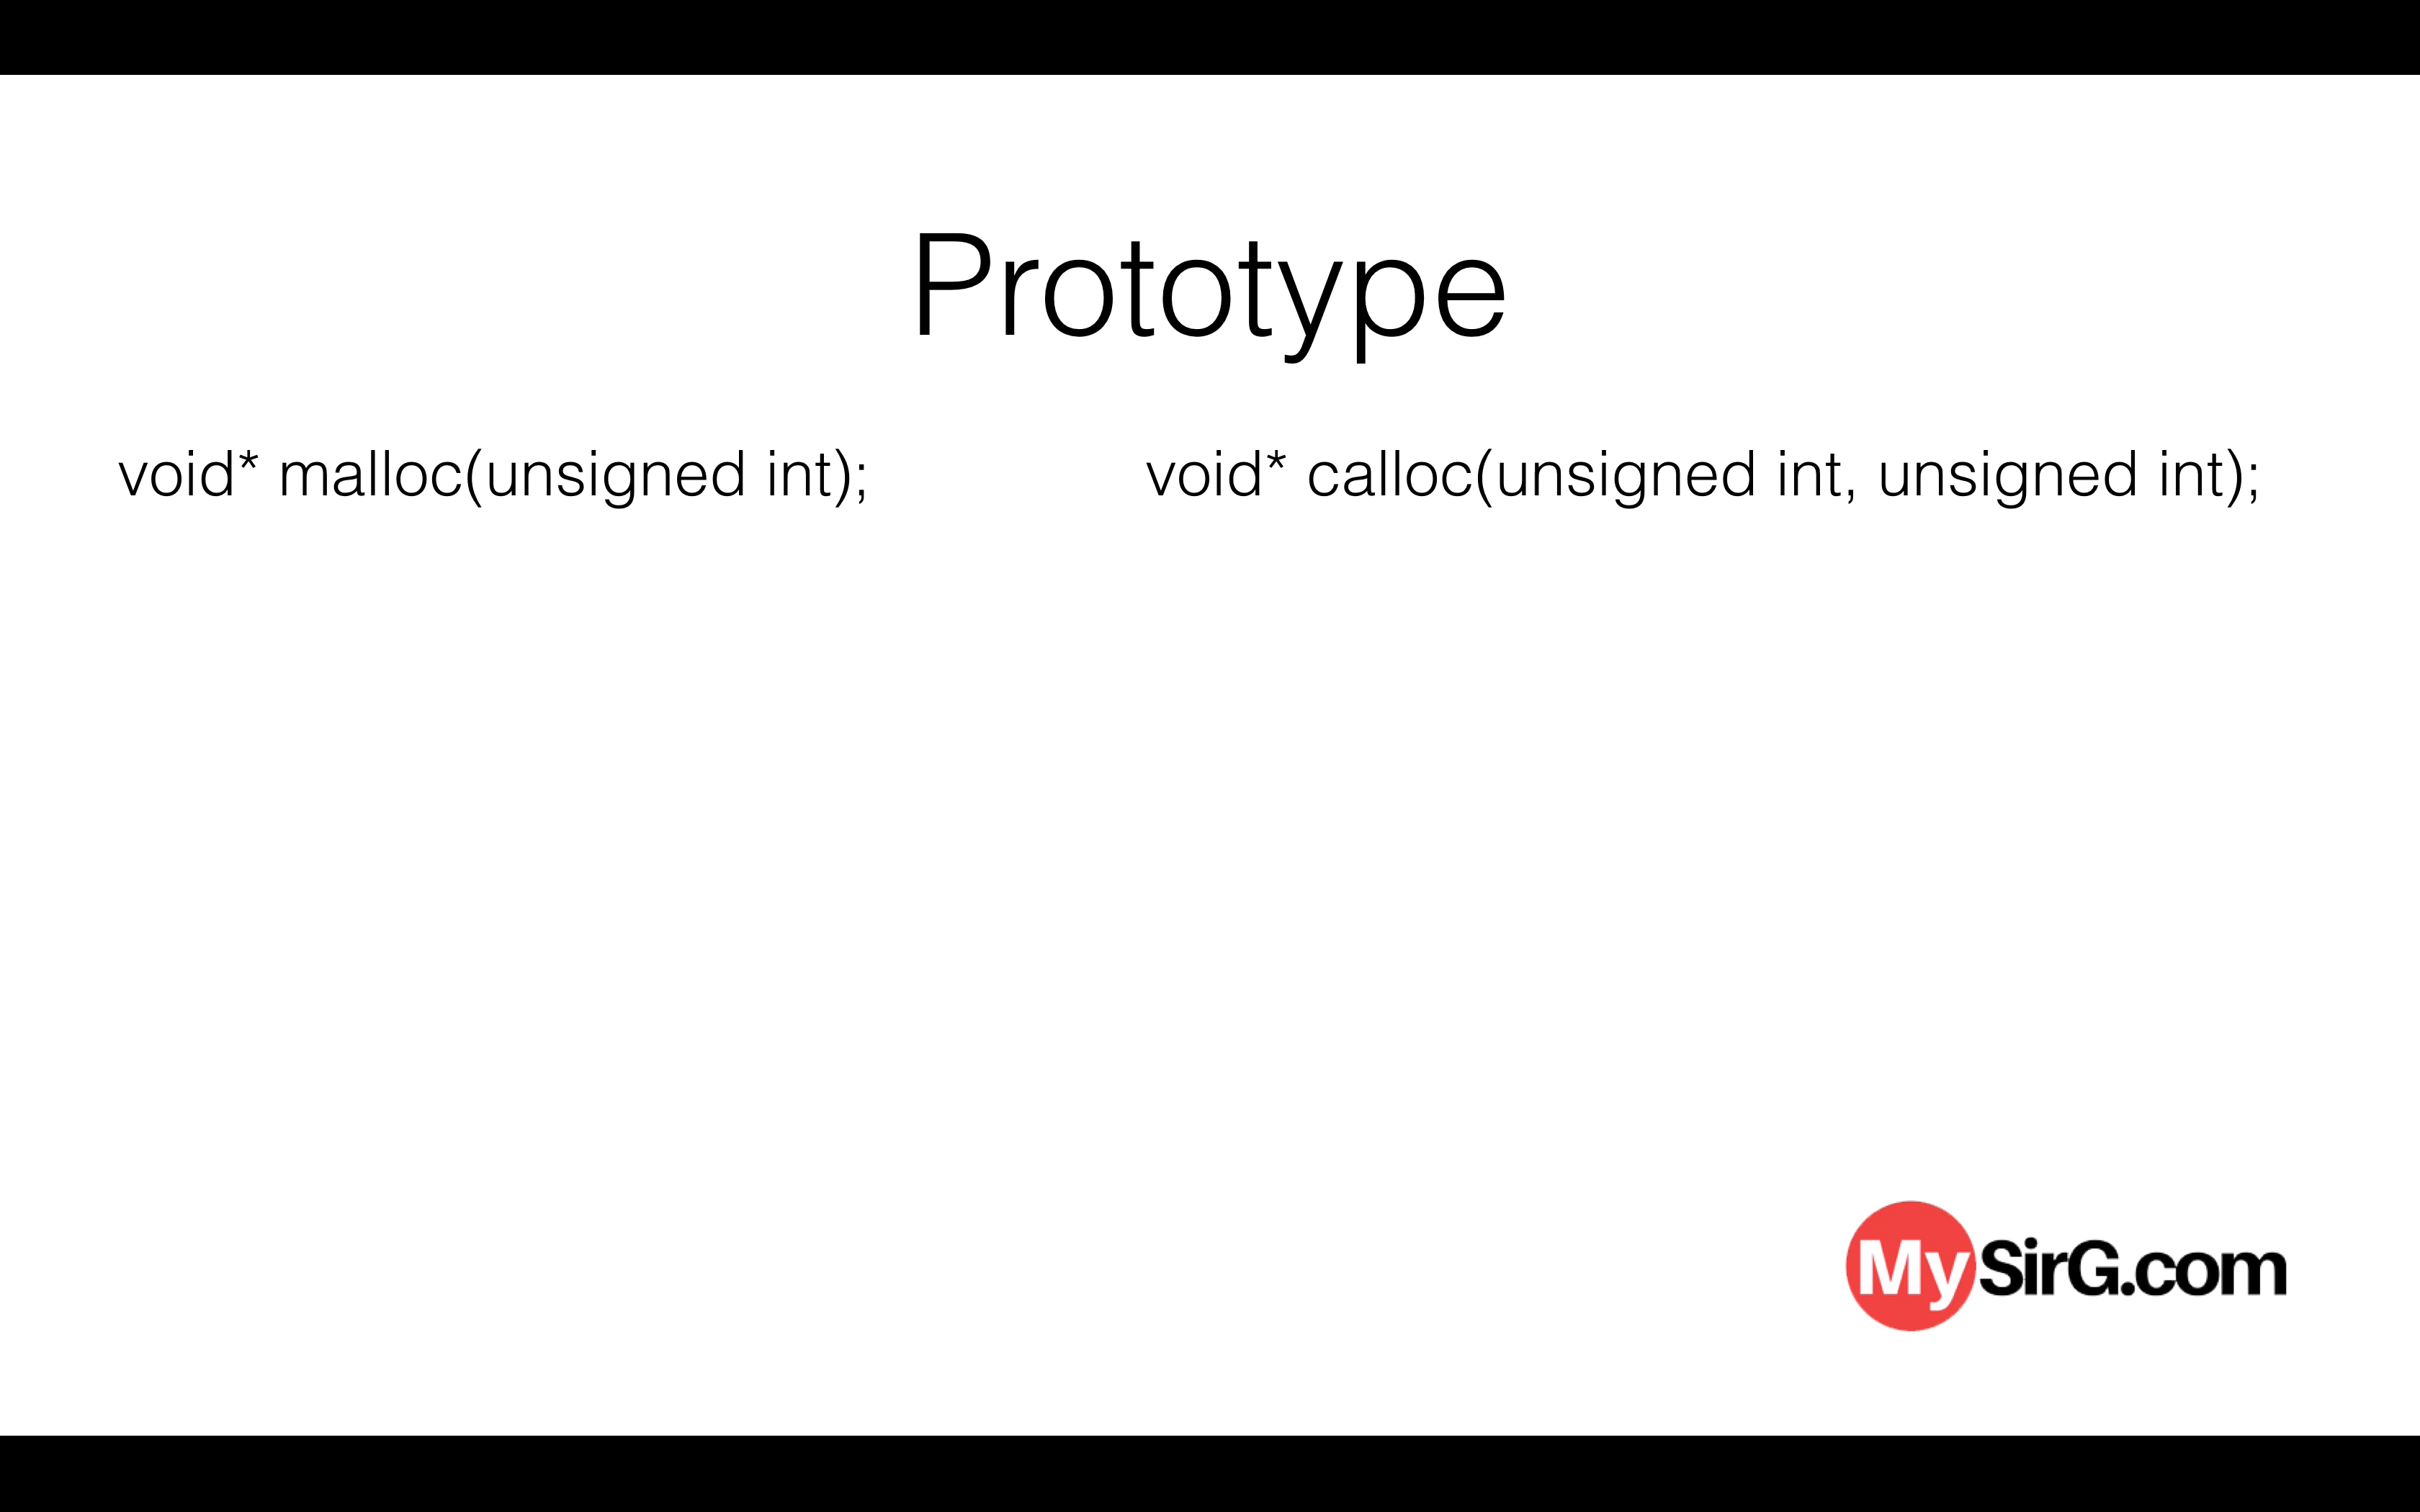 Prototype
void* malloc(unsigned int);
void* calloc(unsigned int, unsigned int);
MySirG.com